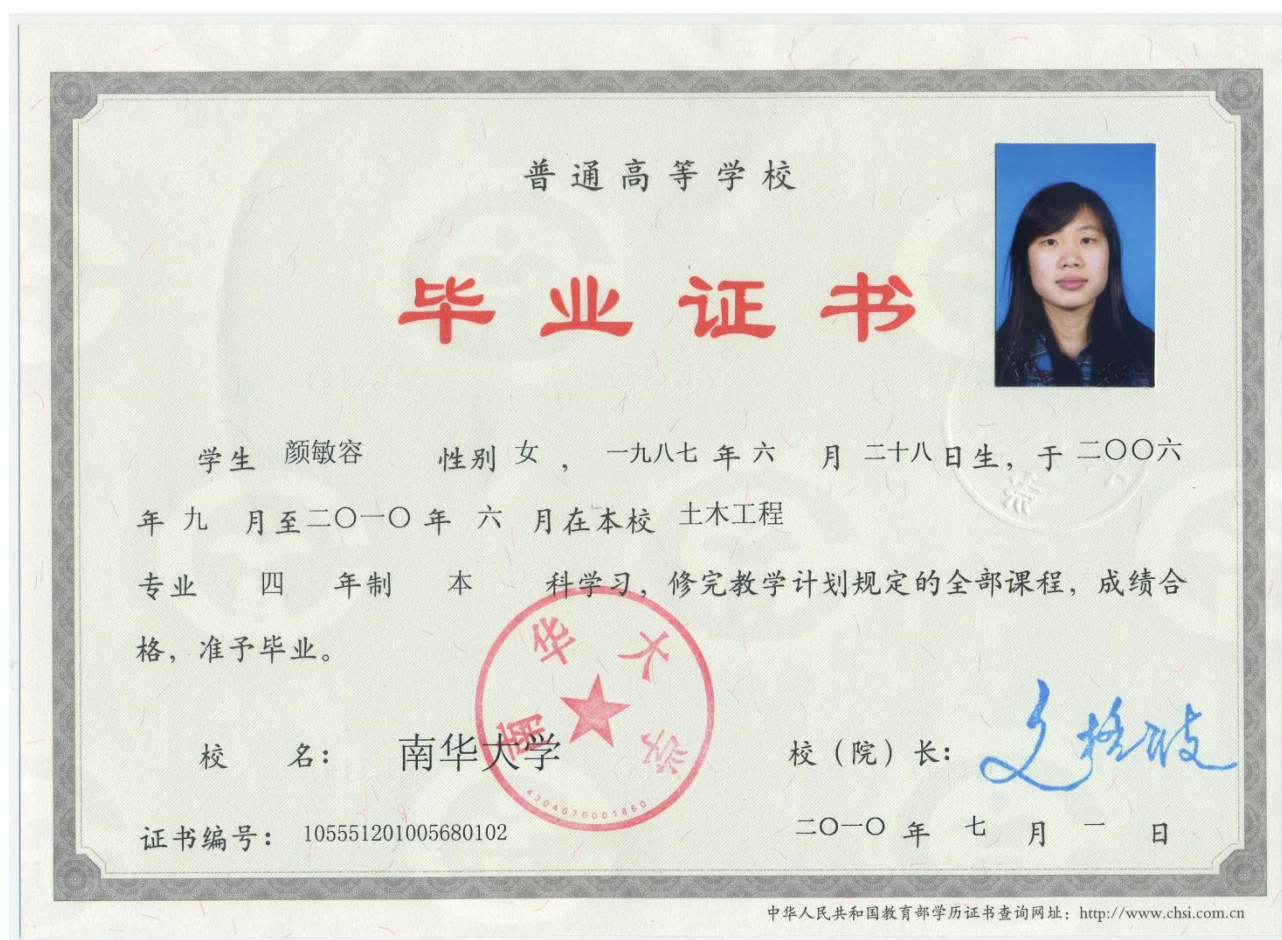 普通高等学校
毕业证书
学生 颜敏容 性别 女 ， 一九八七 年 六 月 二十八 日生，于 二〇〇六
年 九 月至 二〇一〇 年 六 月在本校 土木工程
专业 四 年制 本 科学习，修完教学计划规定的全部课程，成绩合
格，准予毕业。
南华大学
4304070001860
校 名： 南华大学
校（院）长：
证书编号： 105551201005680102
二〇一〇 年 七 月 一 日
中华人民共和国教育部学历证书查询网址：http://www.chsi.com.cn